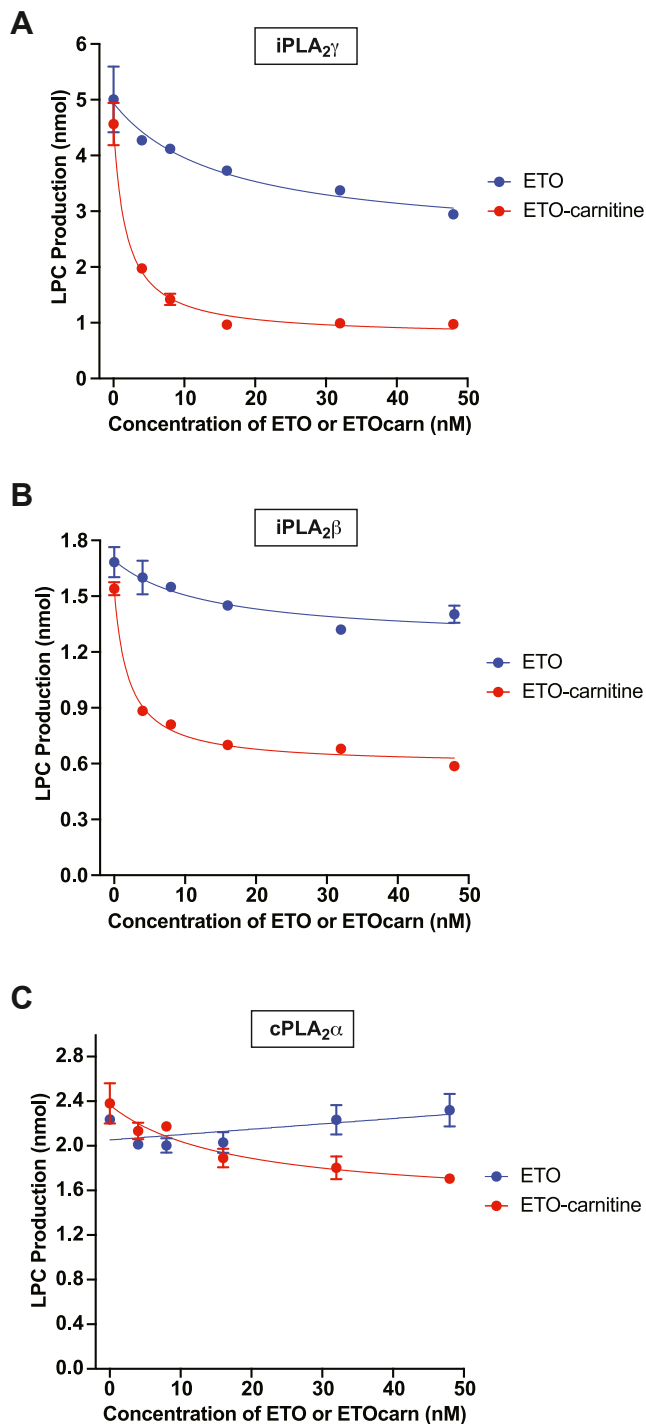 A
iPLA₂γ
6
5
4
3
2
1
0
LPC Production (nmol)
0 10 20 30 40 50
Concentration of ETO or ETOcarn (nM)
ETO
ETO-carnitine
B
iPLA₂β
1.8
1.5
1.2
0.9
0.6
0.3
0.0
LPC Production (nmol)
0 10 20 30 40 50
Concentration of ETO or ETOcarn (nM)
ETO
ETO-carnitine
C
cPLA₂α
2.8
2.4
2.0
1.6
1.2
0.8
0.4
0.0
LPC Production (nmol)
0 10 20 30 40 50
Concentration of ETO or ETOcarn (nM)
ETO
ETO-carnitine